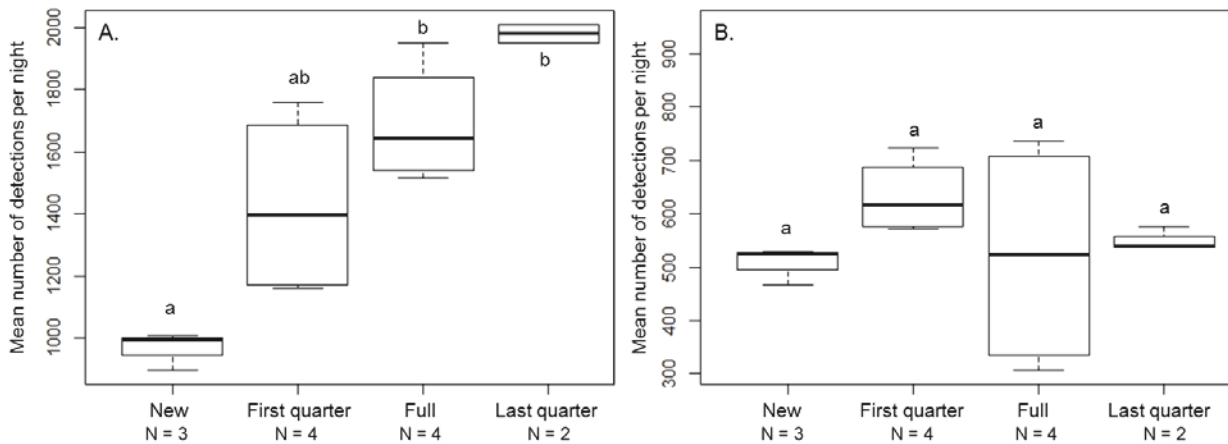 A.
Mean number of detections per night
2000
1800
1600
1400
1200
1000
a
ab
b
b
New
First quarter
Full
Last quarter
N = 3
N = 4
N = 4
N = 2
B.
Mean number of detections per night
900
800
700
600
500
400
300
a
a
a
a
New
First quarter
Full
Last quarter
N = 3
N = 4
N = 4
N = 2